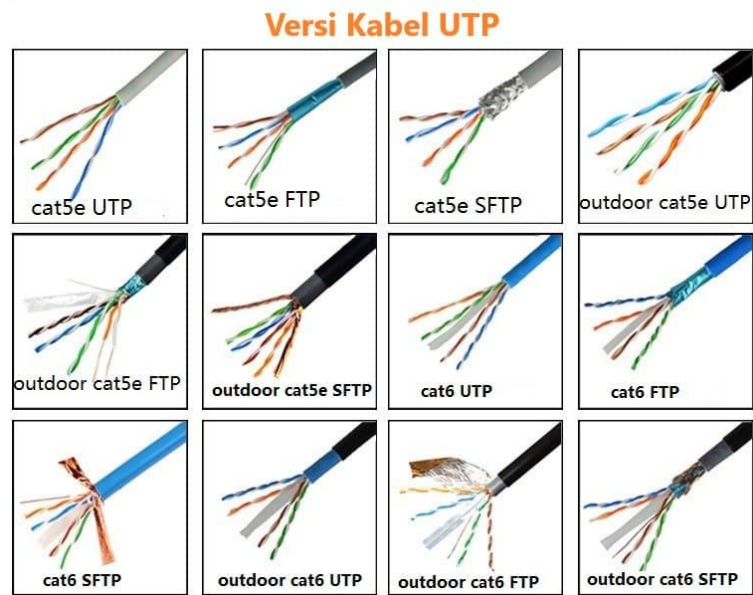 Versi Kabel UTP
cat5e UTP
cat5e FTP
cat5e SFTP
outdoor cat5e UTP
outdoor cat5e FTP
outdoor cat5e SFTP
cat6 UTP
cat6 FTP
cat6 SFTP
outdoor cat6 UTP
outdoor cat6 FTP
outdoor cat6 SFTP